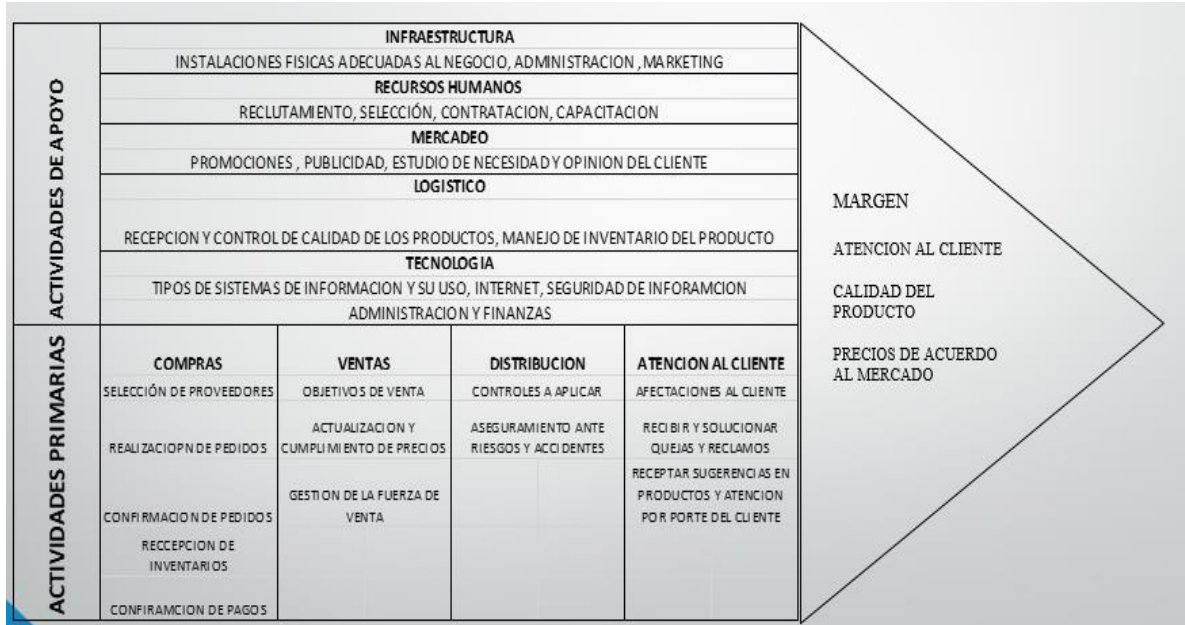 ACTIVIDADES DE APOYO
INFRAESTRUCTURA
INSTALACIONES FISICAS ADECUADAS AL NEGOCIO, ADMINISTRACION , MARKETING
RECURSOS HUMANOS
RECLUTAMIENTO, SELECCIÓN, CONTRATACION, CAPACITACION
MERCADEO
PROMOCIONES , PUBLICIDAD, ESTUDIO DE NECESIDAD Y OPINION DEL CLIENTE
LOGISTICO
RECEPCION Y CONTROL DE CALIDAD DE LOS PRODUCTOS, MANEJO DE INVENTARIO DEL PRODUCTO
TECNOLOGIA
TIPOS DE SISTEMAS DE INFORMACION Y SU USO, INTERNET, SEGURIDAD DE INFORAMCION
ADMINISTRACION Y FINANZAS
ACTIVIDADES PRIMARIAS
COMPRAS
SELECCIÓN DE PROVEEDORES
REALIZACIOPN DE PEDIDOS
CONFIRMACION DE PEDIDOS
RECCEPCION DE
INVENTARIOS
CONFIRAMCION DE PAGOS
VENTAS
OBJETIVOS DE VENTA
ACTUALIZACION Y
CUMPLIMIENTO DE PRECIOS
GESTION DE LA FUERZA DE
VENTA
DISTRIBUCION
CONTROLES A APLICAR
ASEGURAMIENTO ANTE
RIESGOS Y ACCIDENTES
ATENCION AL CLIENTE
AFECTACIONES AL CLIENTE
RECIBIR Y SOLUCIONAR
QUEJAS Y RECLAMOS
RECEPTAR SUGERENCIAS EN
PRODUCTOS Y ATENCION
POR PORTE DEL CLIENTE
MARGEN
ATENCION AL CLIENTE
CALIDAD DEL
PRODUCTO
PRECIOS DE ACUERDO
AL MERCADO